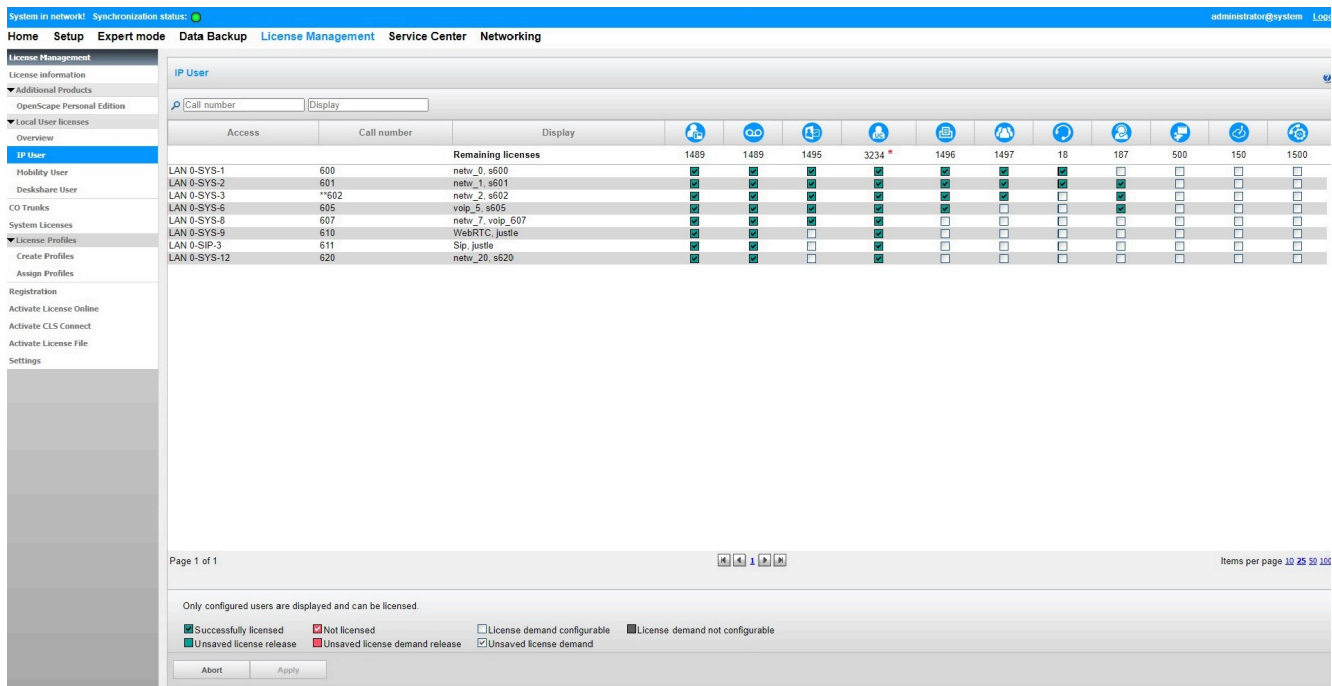 System in network! Synchronization status:
administrator@system
Home Setup Expert mode Data Backup License Management Service Center Networking
License Management
License information
Additional Products
OpenScape Personal Edition
Local User licenses
Overview
IP User
Mobility User
Deskshare User
CO Trunks
System Licenses
License Profiles
Create Profiles
Assign Profiles
Registration
Activate License Online
Activate CLS Connect
Activate License File
Settings
IP User
Call number Display
Access Call number Display
Remaining licenses 1489 1489 1495 3234 * 1496 1497 18 187 500 150 1500
LAN 0-SYS-1 600 netw_0, s600
LAN 0-SYS-2 601 netw_1, s601
LAN 0-SYS-3 **602 netw_2, s602
LAN 0-SYS-6 605 voip_5, s605
LAN 0-SYS-8 607 netw_7, voip_607
LAN 0-SYS-9 610 WebRTC, justle
LAN 0-SIP-3 611 Sip, justle
LAN 0-SYS-12 620 netw_20, s620
Page 1 of 1 1 Items per page 10 25 50 100
Only configured users are displayed and can be licensed.
Successfully licensed Not licensed License demand configurable License demand not configurable
Unsaved license release Unsaved license demand release Unsaved license demand
Abort Apply